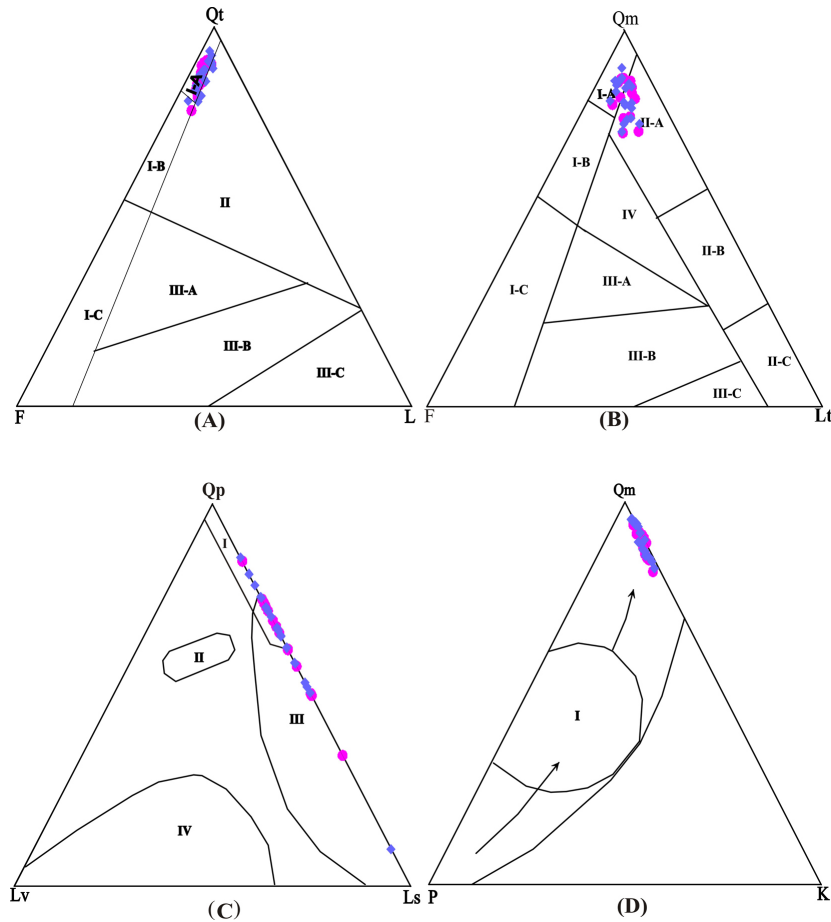 Qt
I-A
I-B
II
III-A
I-C
III-B
III-C
F
L
(A)
Qm
I-A
II-A
I-B
IV
II-B
I-C
III-A
III-B
II-C
III-C
F
Lt
(B)
Qp
I
II
III
IV
Lv
Ls
(C)
Qm
I
P
K
(D)